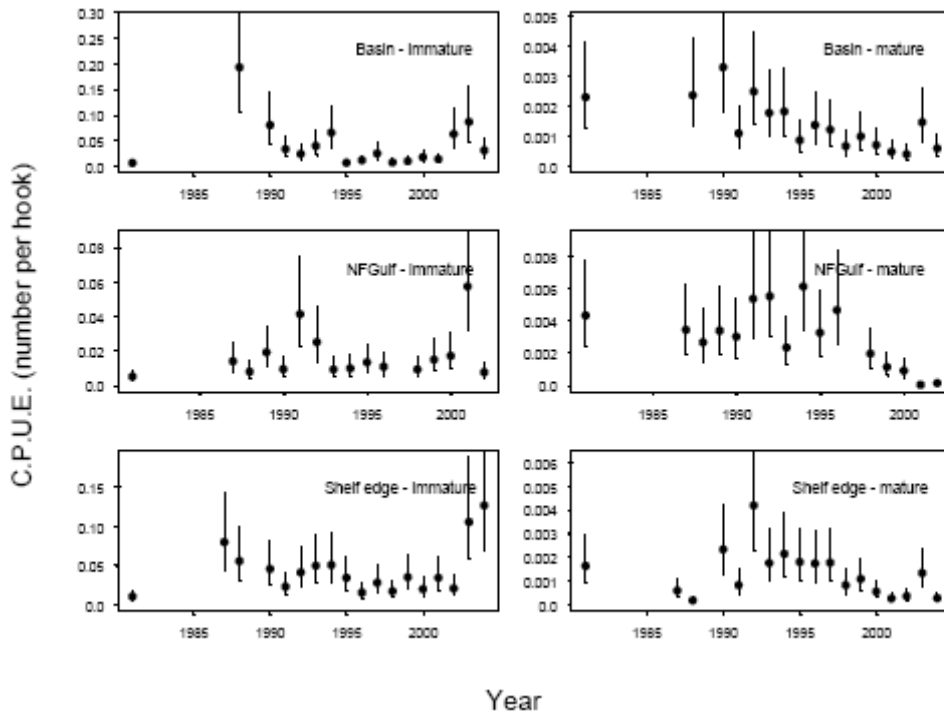 C.P.U.E. (number per hook)
Basin - Immature
0.30
0.25
0.20
0.15
0.10
0.05
0.0
1985 1990 1995 2000
Basin - mature
0.005
0.004
0.003
0.002
0.001
0.0
1985 1990 1995 2000
NFGulf - Immature
0.08
0.06
0.04
0.02
0.0
1985 1990 1995 2000
NFGulf - mature
0.008
0.006
0.004
0.002
0.0
1985 1990 1995 2000
Shelf edge - Immature
0.15
0.10
0.05
0.0
1985 1990 1995 2000
Shelf edge - mature
0.006
0.005
0.004
0.003
0.002
0.001
0.0
1985 1990 1995 2000
Year